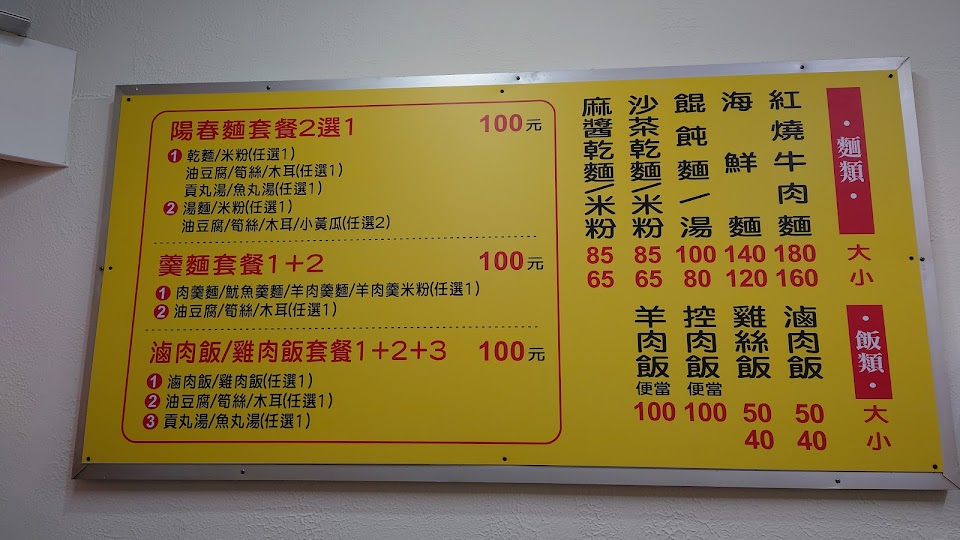 陽春麵套餐2選1 100元
❶ 乾麵/米粉(任選1)
油豆腐/筍絲/木耳(任選1)
貢丸湯/魚丸湯(任選1)
❷ 湯麵/米粉(任選1)
油豆腐/筍絲/木耳/小黃瓜(任選2)
羹麵套餐1+2 100元
❶ 肉羹麵/魷魚羹麵/羊肉羹麵/羊肉羹米粉(任選1)
❷ 油豆腐/筍絲/木耳(任選1)
滷肉飯/雞肉飯套餐1+2+3 100元
❶ 滷肉飯/雞肉飯(任選1)
❷ 油豆腐/筍絲/木耳(任選1)
❸ 貢丸湯/魚丸湯(任選1)
・麵類・
大
小
紅燒牛肉麵
180
160
海鮮麵
140
120
餛飩麵/湯
100
80
沙茶乾麵/米粉
85
65
麻醬乾麵/米粉
85
65
・飯類・
大
小
滷肉飯
50
40
雞絲飯
50
40
控肉飯便當
100
羊肉飯便當
100